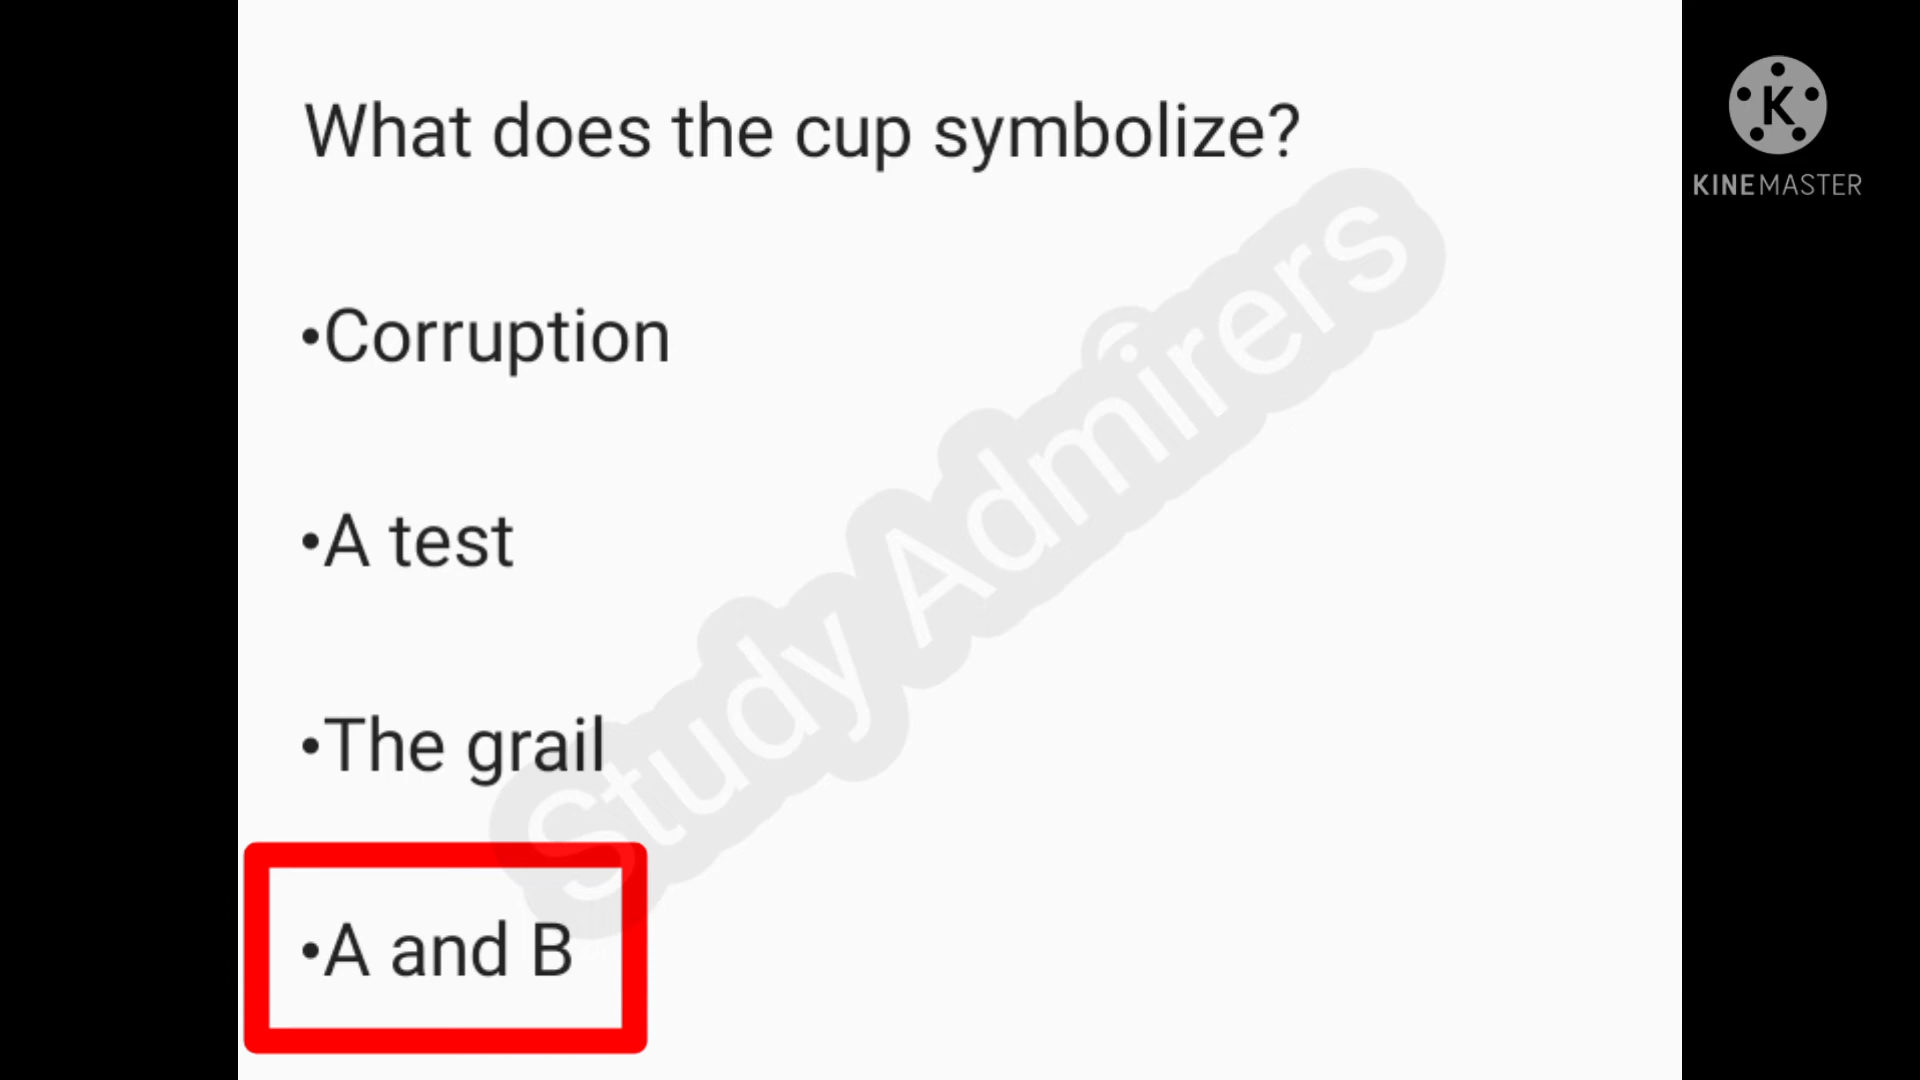 What does the cup symbolize?
•Corruption
•A test
•The grail
•A and B
Study Admirers
K
KINEMASTER